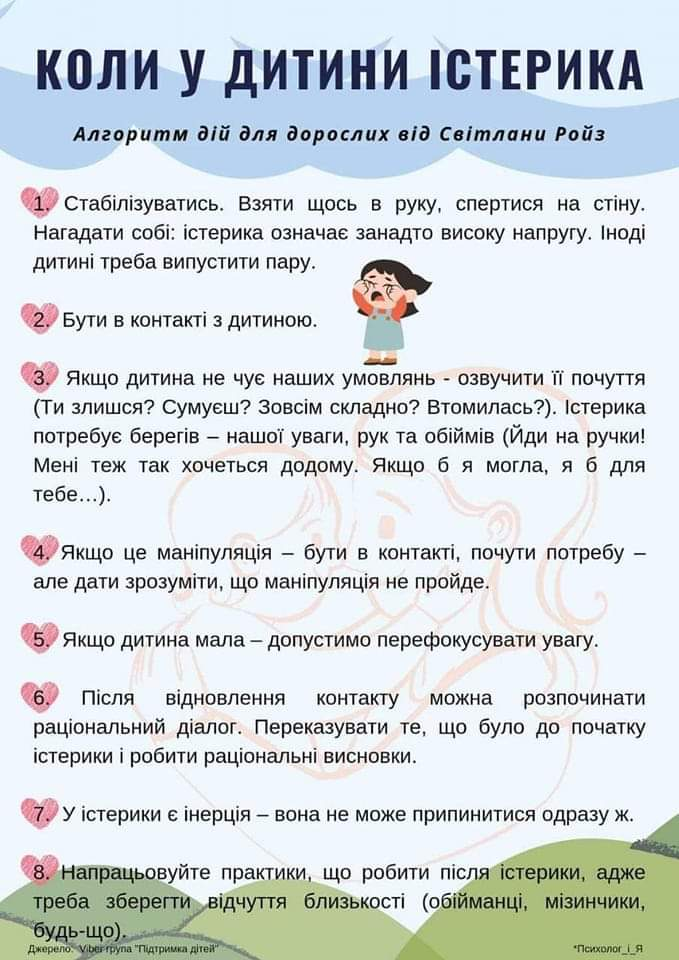 КОЛИ У ДИТИНИ ІСТЕРИКА
Алгоритм дій для дорослих від Світлани Ройз
1. Стабілізуватись. Взяти щось в руку, спертися на стіну.
Нагадати собі: істерика означає занадто високу напругу. Іноді
дитині треба випустити пару.
2. Бути в контакті з дитиною.
3. Якщо дитина не чує наших умовлянь - озвучити її почуття
(Ти злишся? Сумуєш? Зовсім складно? Втомилась?). Істерика
потребує берегів – нашої уваги, рук та обіймів (Йди на ручки!
Мені теж так хочеться додому. Якщо б я могла, я б для
тебе...).
4. Якщо це маніпуляція – бути в контакті, почути потребу –
але дати зрозуміти, що маніпуляція не пройде.
5. Якщо дитина мала – допустимо перефокусувати увагу.
6. Після відновлення контакту можна розпочинати
раціональний діалог. Переказувати те, що було до початку
істерики і робити раціональні висновки.
7. У істерики є інерція – вона не може припинитися одразу ж.
8. Напрацьовуйте практики, що робити після істерики, адже
треба зберегти відчуття близькості (обійманці, мізинчики,
будь-що).
Джерело: Viber група "Підтримка дітей"
*Психолог_і_Я